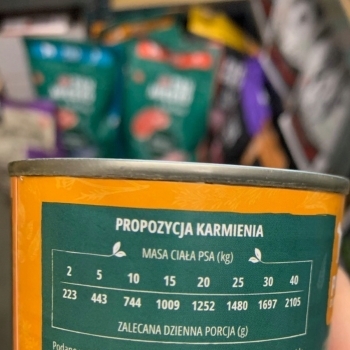 PROPOZYCJA KARMIENIA
MASA CIAŁA PSA (kg)
2 5 10 15 20 25 30 40
223 443 744 1009 1252 1480 1697 2105
ZALECANA DZIENNA PORCJA (g)